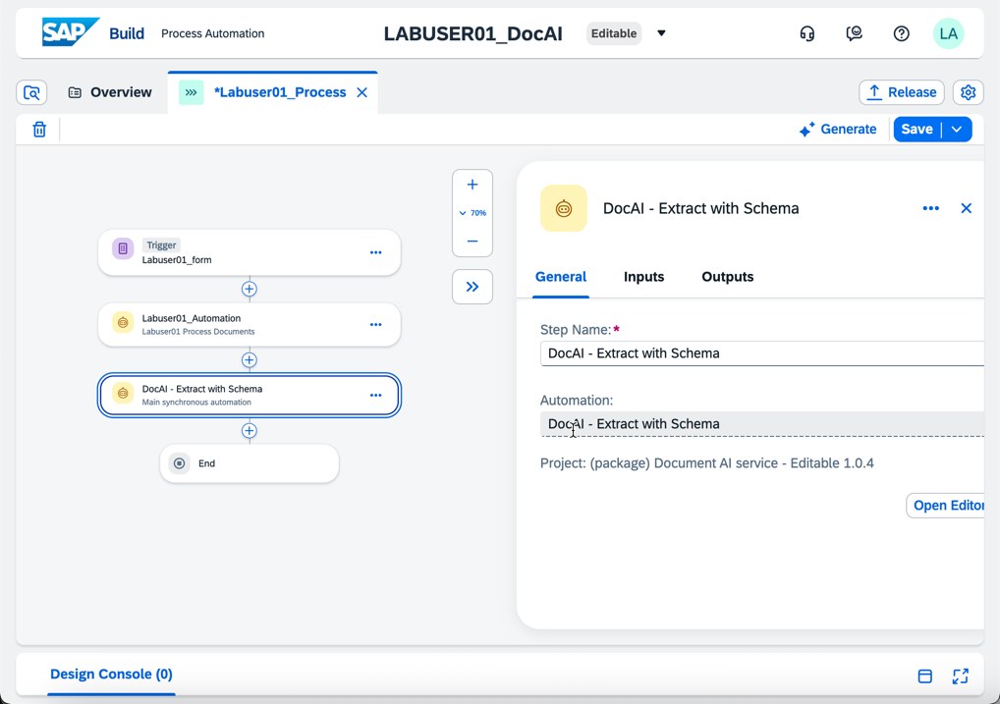 SAP Build Process Automation LABUSER01_DocAI Editable LA
Overview *Labuser01_Process Release
Generate Save
70%
Trigger
Labuser01_form
Labuser01_Automation
Labuser01 Process Documents
DocAI - Extract with Schema
Main synchronous automation
End
DocAI - Extract with Schema
General Inputs Outputs
Step Name:*
DocAI - Extract with Schema
Automation:
DocAI - Extract with Schema
Project: (package) Document AI service - Editable 1.0.4
Open Editor
Design Console (0)